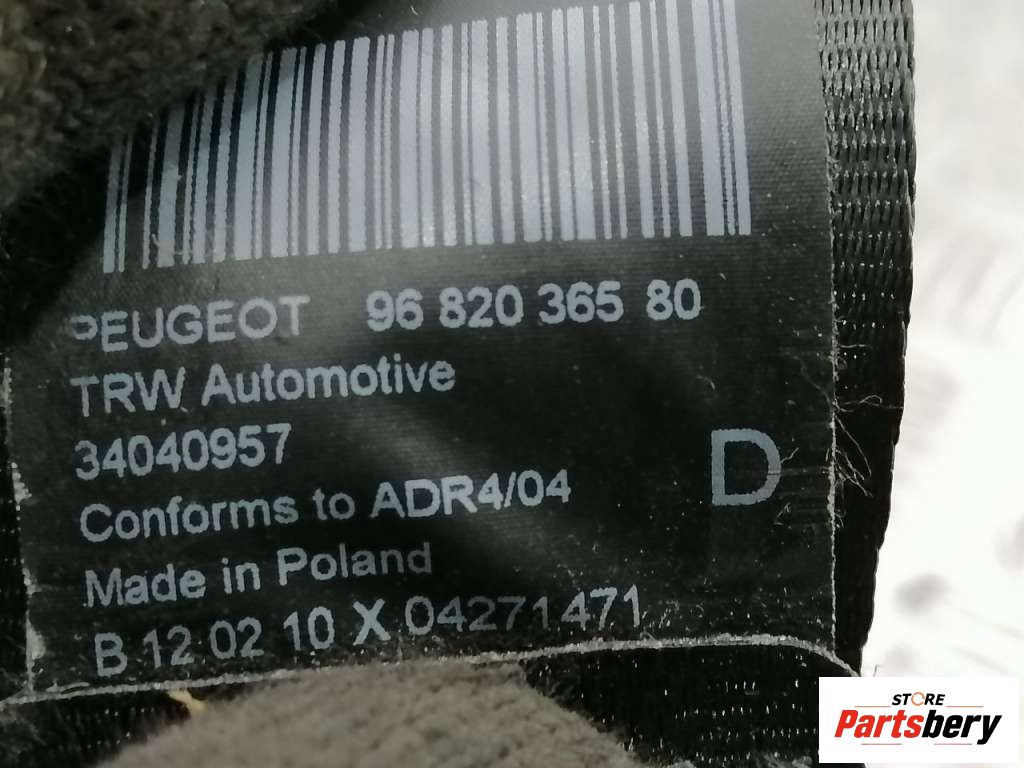 PEUGEOT 96 820 365 80
TRW Automotive
34040957
D
Conforms to ADR4/04
Made in Poland
B 12 02 10 X 04271471
STORE
Partsbery